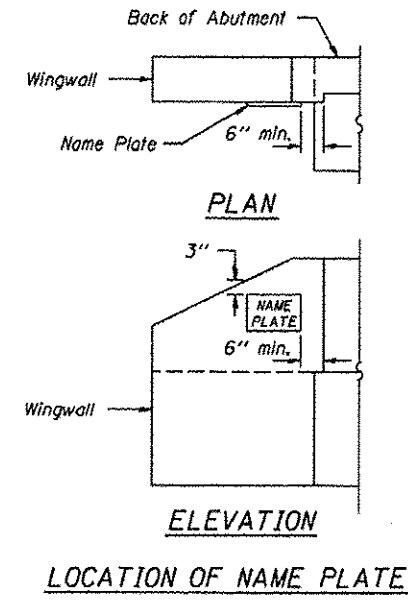 Back of Abutment
Wingwall
Name Plate
6" min.
PLAN
3"
NAME
PLATE
6" min.
Wingwall
ELEVATION
LOCATION OF NAME PLATE